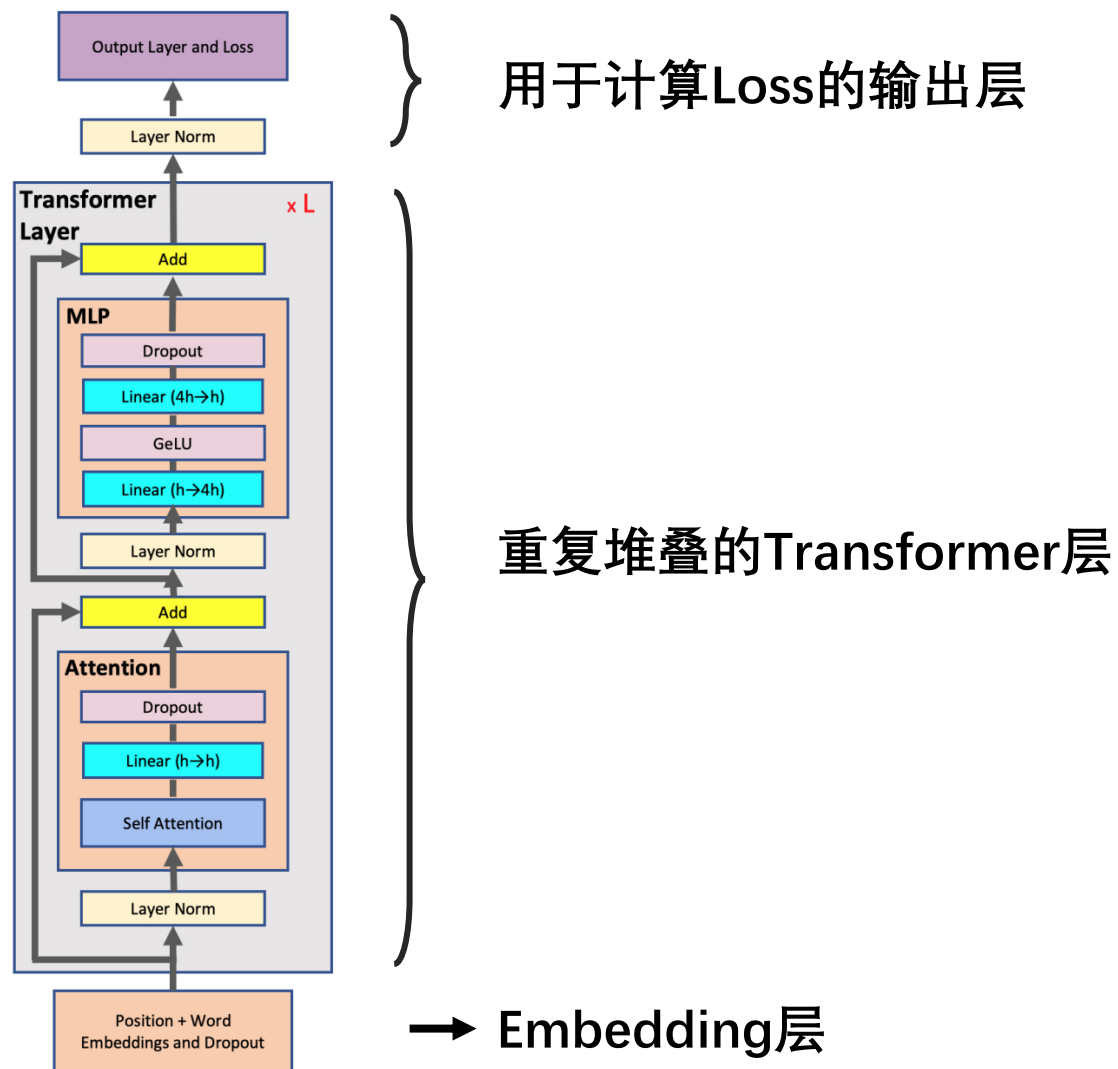 Output Layer and Loss
用于计算Loss的输出层
Layer Norm
Transformer
Layer
x L
Add
MLP
Dropout
Linear (4h→h)
GeLU
Linear (h→4h)
Layer Norm
重复堆叠的Transformer层
Add
Attention
Dropout
Linear (h→h)
Self Attention
Layer Norm
Position + Word
Embeddings and Dropout
Embedding层